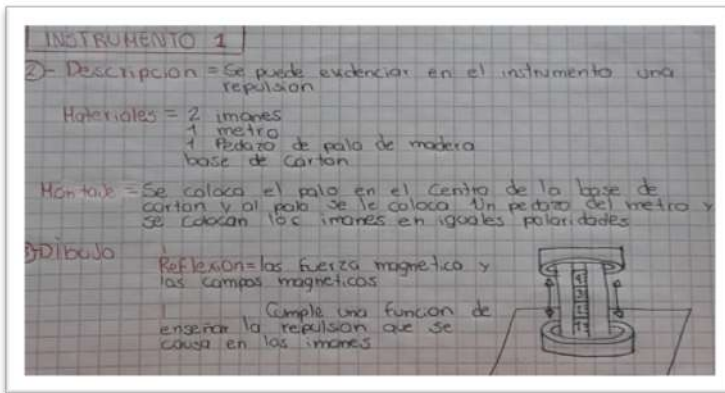 INSTRUMENTO 1
2)- Descripcion = Se puede evidenciar en el instrumento una
repulsion
Materiales = 2 imanes
1 metro
1 Pedazo de palo de madera
base de carton
Montaje = Se coloca el palo en el centro de la base de
carton y al palo se le coloca un pedazo del metro y
se colocan los imanes en iguales polaridades
Dibujo
Reflexion = las fuerza magnetica y
los campos magneticos
Cumple una funcion de
enseñar la repulsion que se
causa en los imanes